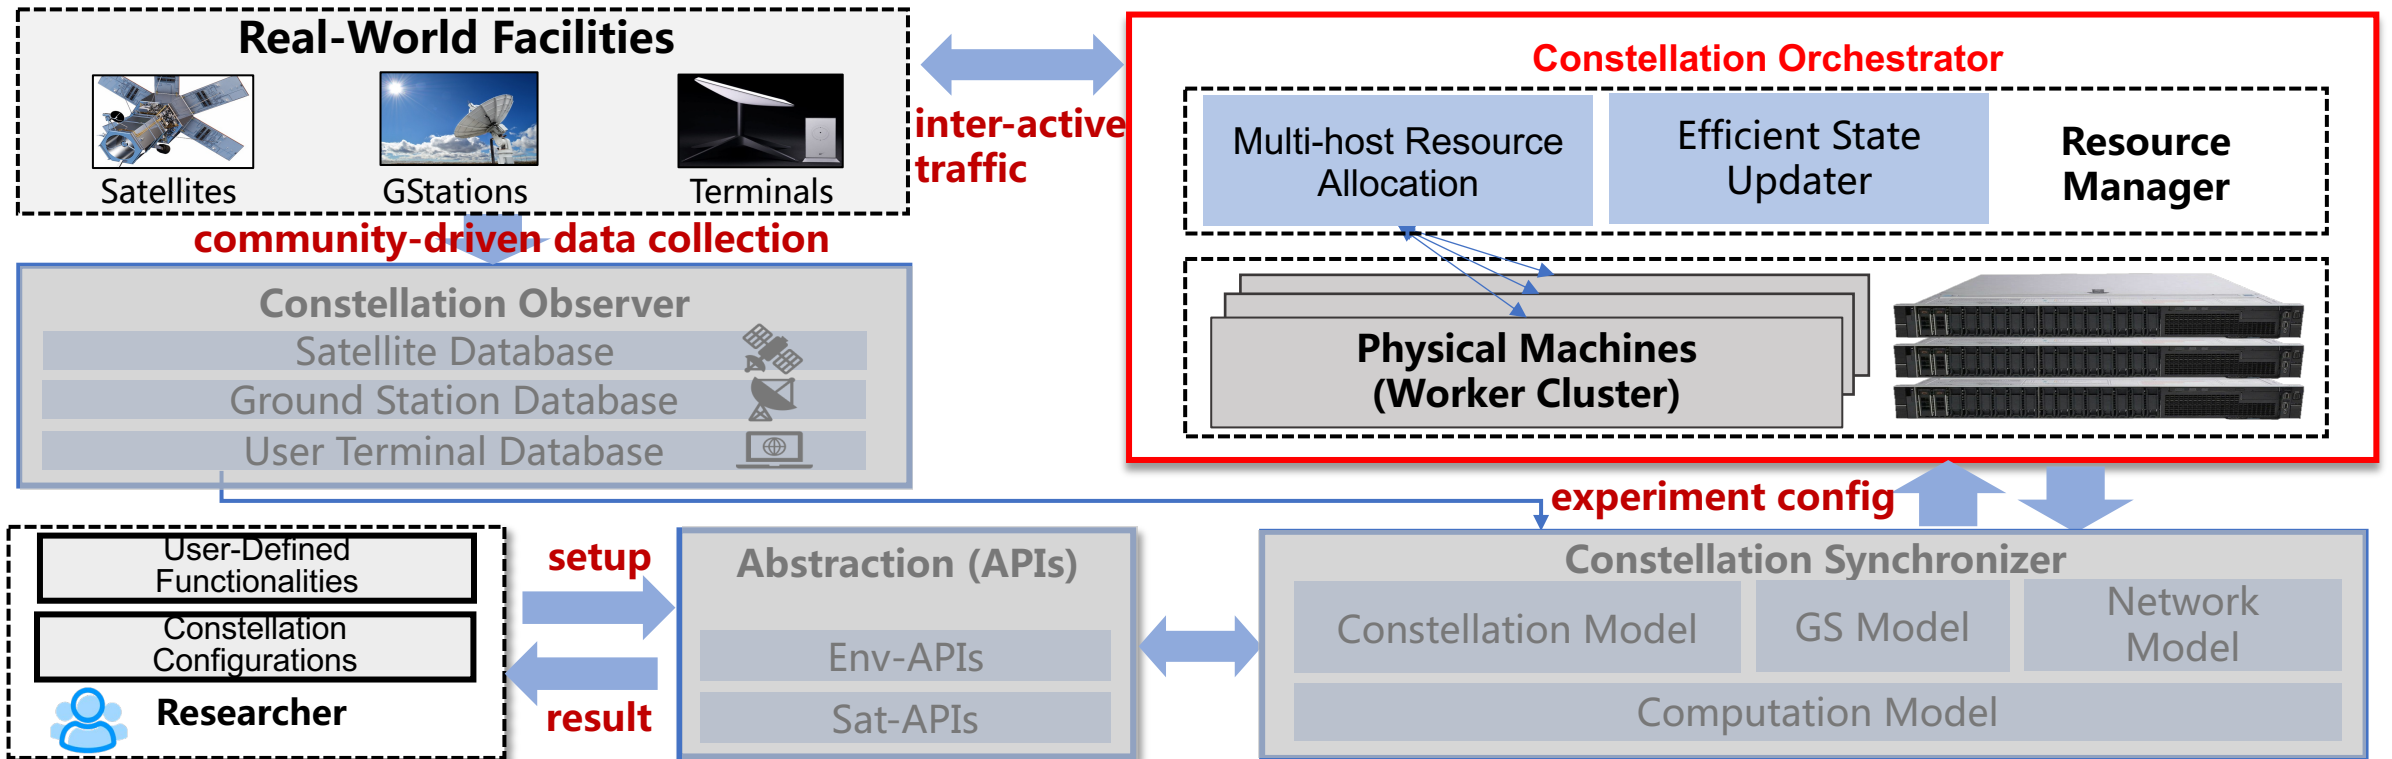 Real-World Facilities
Satellites
GStations
Terminals
inter-active
traffic
Constellation Orchestrator
Multi-host Resource
Allocation
Efficient State
Updater
Resource
Manager
Physical Machines
(Worker Cluster)
community-driven data collection
Constellation Observer
Satellite Database
Ground Station Database
User Terminal Database
experiment config
User-Defined
Functionalities
Constellation
Configurations
Researcher
setup
result
Abstraction (APIs)
Env-APIs
Sat-APIs
Constellation Synchronizer
Constellation Model
GS Model
Network
Model
Computation Model